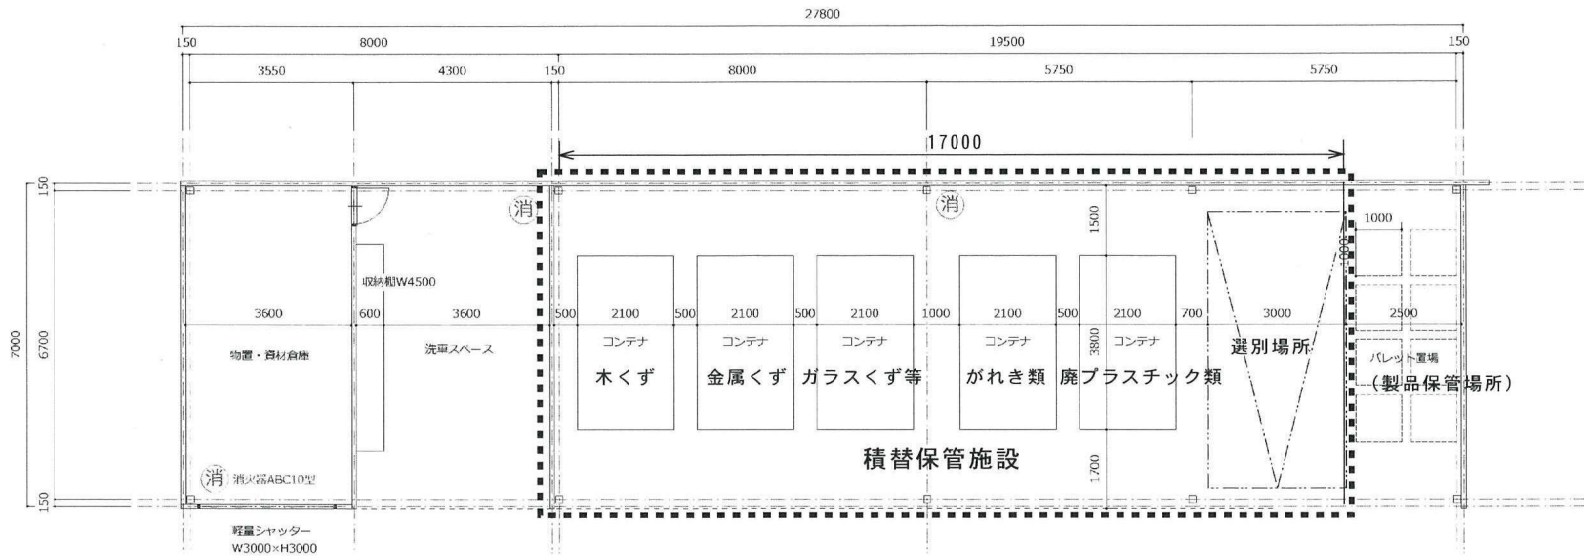 27800
150 8000 19500 150
3550 4300 150 8000 5750 5750
17000
150
消 消
1500 1000
1000
収納棚W4500
7000 6700
3600 600 3600 500 2100 500 2100 500 2100 1000 2100 500 2100 700 3000 2500
コンテナ コンテナ コンテナ コンテナ 3800 コンテナ
物置・資材倉庫 洗車スペース 選別場所 パレット置場
木くず 金属くず ガラスくず等 がれき類 廃プラスチック類 (製品保管場所)
積替保管施設
1700
消 消火器ABC10型
150
軽量シャッター
W3000×H3000